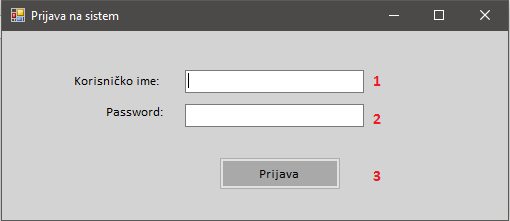 Prijava na sistem
Korisničko ime: 1
Password: 2
Prijava 3